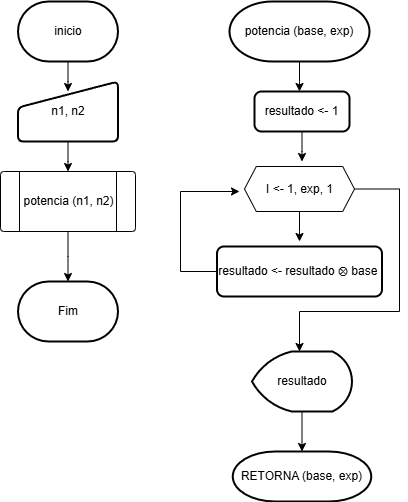 inicio
n1, n2
potencia (n1, n2)
Fim
potencia (base, exp)
resultado <- 1
I <- 1, exp, 1
resultado <- resultado ⊗ base
resultado
RETORNA (base, exp)